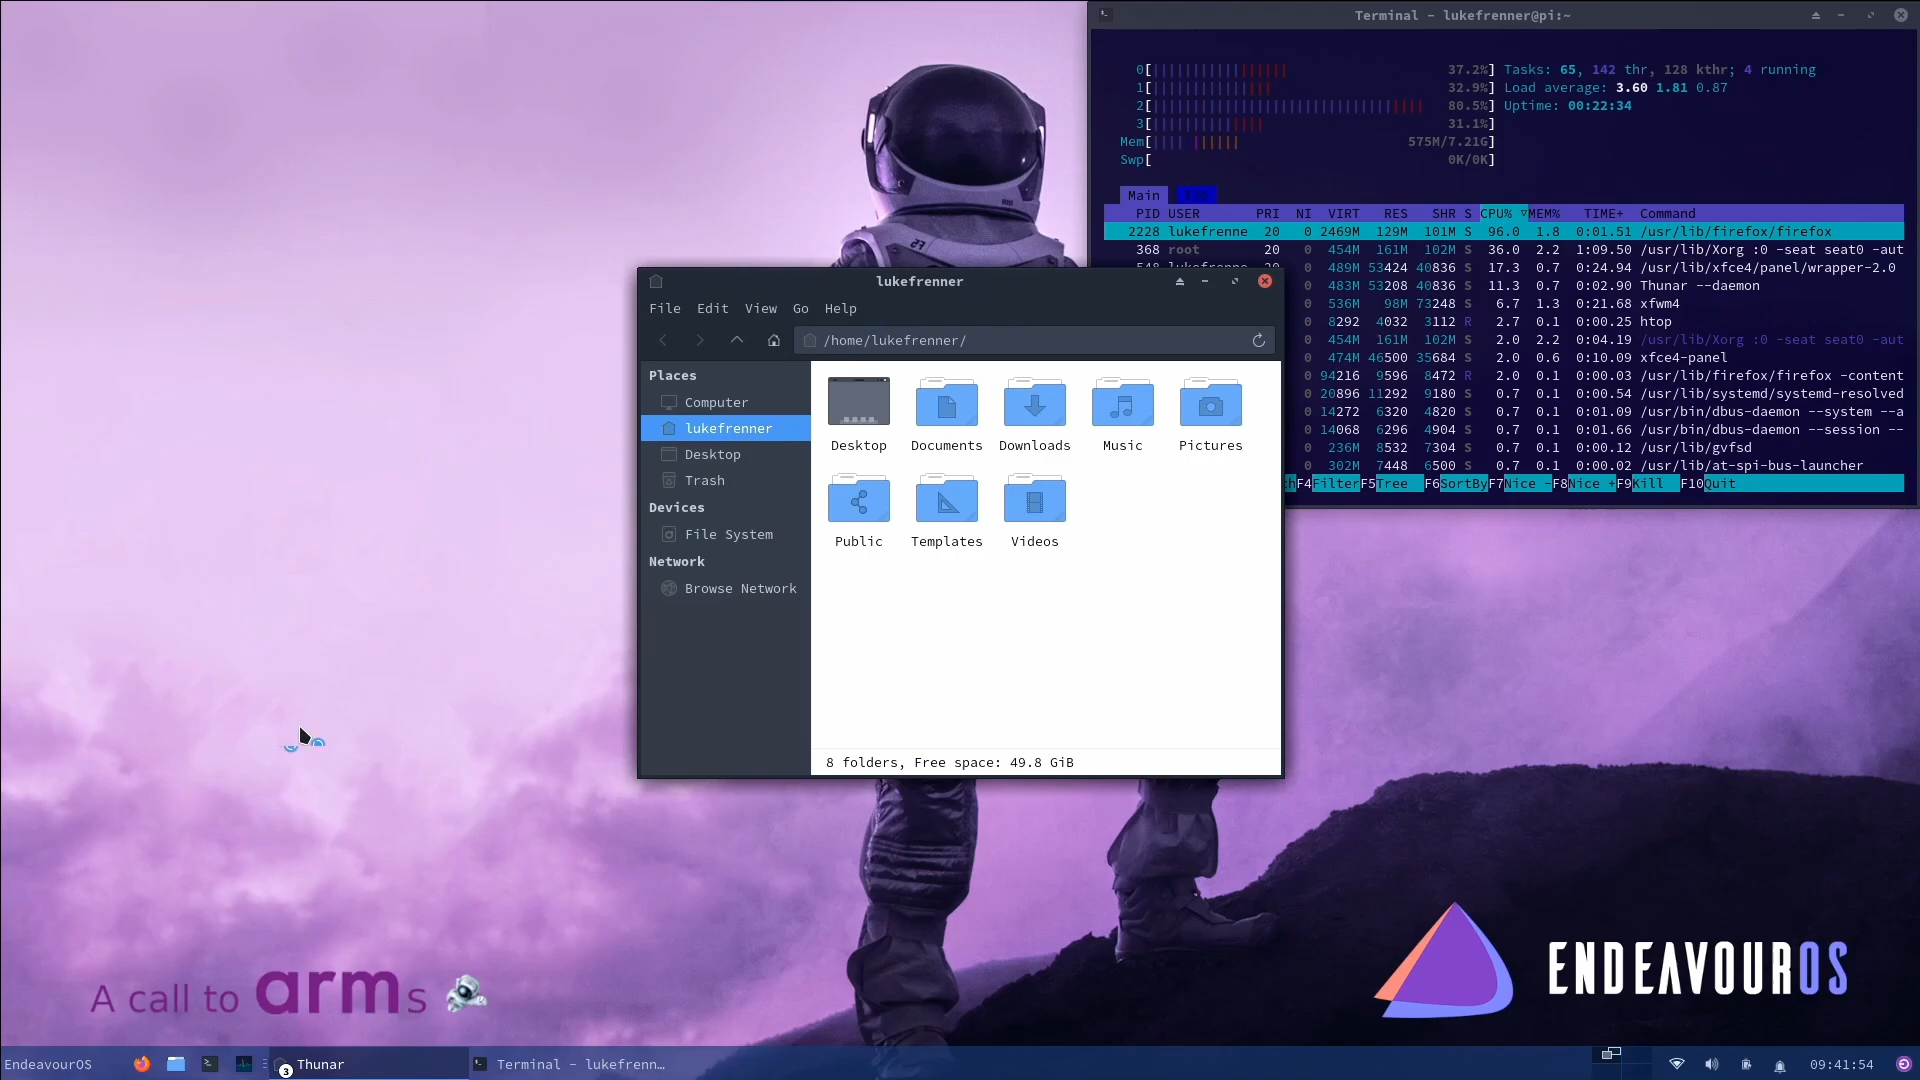 Terminal - lukefrenner@pi:~
0[ 37.2%] Tasks: 65, 142 thr, 128 kthr; 4 running
1[ 32.9%] Load average: 3.60 1.81 0.87
2[ 80.5%] Uptime: 00:22:34
3[ 31.1%]
Mem[ 575M/7.21G]
Swp[ 0K/0K]
Main
PID USER PRI NI VIRT RES SHR S CPU% ▽MEM% TIME+ Command
2228 lukefrenne 20 0 2469M 129M 101M S 96.0 1.8 0:01.51 /usr/lib/firefox/firefox
368 root 20 0 454M 161M 102M S 36.0 2.2 1:09.50 /usr/lib/Xorg :0 -seat seat0 -aut
0 489M 53424 40836 S 17.3 0.7 0:24.94 /usr/lib/xfce4/panel/wrapper-2.0
0 483M 53208 40836 S 11.3 0.7 0:02.90 Thunar --daemon
0 536M 98M 73248 S 6.7 1.3 0:21.68 xfwm4
0 8292 4032 3112 R 2.7 0.1 0:00.25 htop
0 454M 161M 102M S 2.0 2.2 0:04.19 /usr/lib/Xorg :0 -seat seat0 -aut
0 474M 46500 35684 S 2.0 0.6 0:10.09 xfce4-panel
0 94216 9596 8472 R 2.0 0.1 0:00.03 /usr/lib/firefox/firefox -content
0 20896 11292 9180 S 0.7 0.1 0:00.54 /usr/lib/systemd/systemd-resolved
0 14272 6320 4820 S 0.7 0.1 0:01.09 /usr/bin/dbus-daemon --system --a
0 14068 6296 4904 S 0.7 0.1 0:01.66 /usr/bin/dbus-daemon --session --
0 236M 8532 7304 S 0.7 0.1 0:00.12 /usr/lib/gvfsd
0 302M 7448 6500 S 0.7 0.1 0:00.02 /usr/lib/at-spi-bus-launcher
hF4Filter F5Tree F6SortBy F7Nice - F8Nice + F9Kill F10Quit
lukefrenner
File Edit View Go Help
/home/lukefrenner/
Places
Computer
lukefrenner
Desktop
Trash
Devices
File System
Network
Browse Network
Desktop Documents Downloads Music Pictures
Public Templates Videos
8 folders, Free space: 49.8 GiB
A call to arms
ENDEAVOUROS
EndeavourOS 3 Thunar Terminal - lukefrenn… 09:41:54